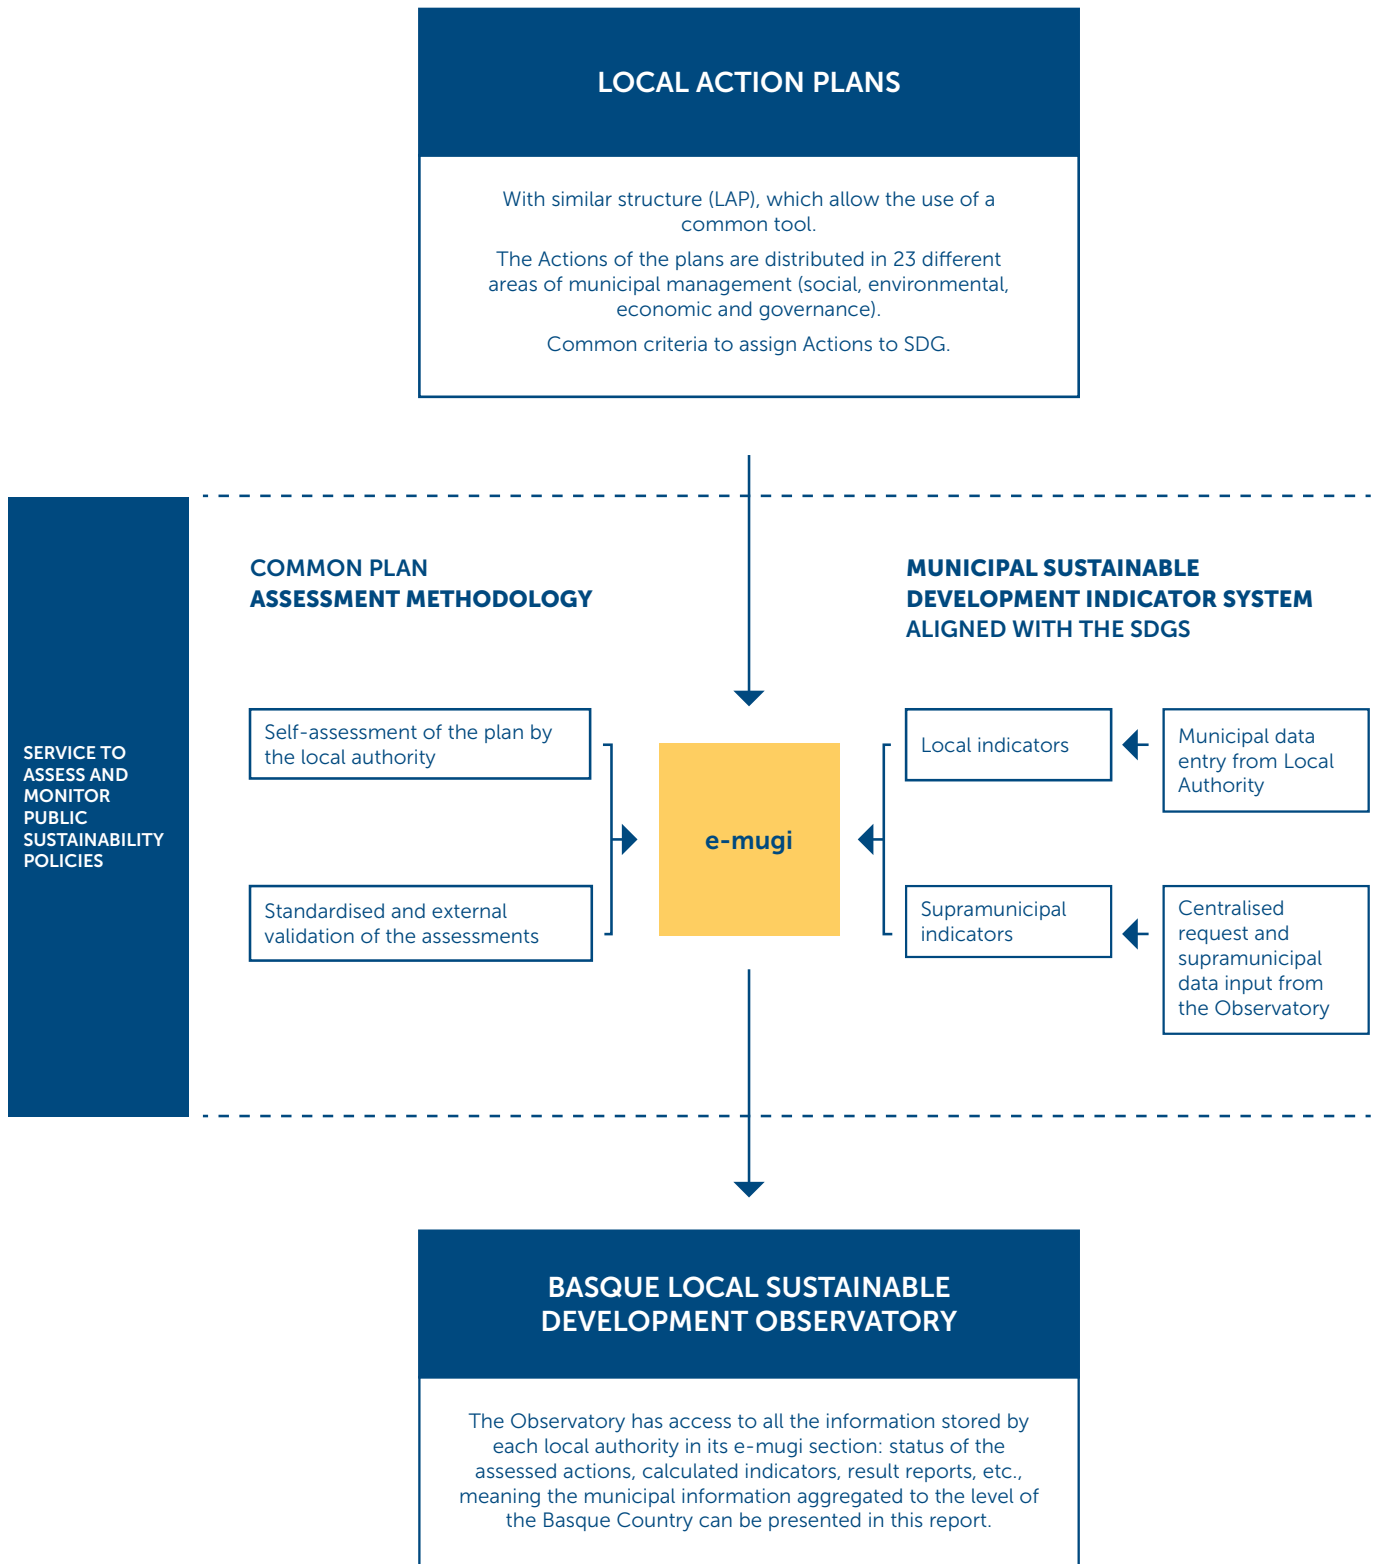 LOCAL ACTION PLANS
With similar structure (LAP), which allow the use of a
common tool.
The Actions of the plans are distributed in 23 different
areas of municipal management (social, environmental,
economic and governance).
Common criteria to assign Actions to SDG.
SERVICE TO
ASSESS AND
MONITOR
PUBLIC
SUSTAINABILITY
POLICIES
COMMON PLAN
ASSESSMENT METHODOLOGY
Self-assessment of the plan by
the local authority
Standardised and external
validation of the assessments
e-mugi
MUNICIPAL SUSTAINABLE
DEVELOPMENT INDICATOR SYSTEM
ALIGNED WITH THE SDGS
Local indicators
Municipal data
entry from Local
Authority
Supramunicipal
indicators
Centralised
request and
supramunicipal
data input from
the Observatory
BASQUE LOCAL SUSTAINABLE
DEVELOPMENT OBSERVATORY
The Observatory has access to all the information stored by
each local authority in its e-mugi section: status of the
assessed actions, calculated indicators, result reports, etc.,
meaning the municipal information aggregated to the level of
the Basque Country can be presented in this report.